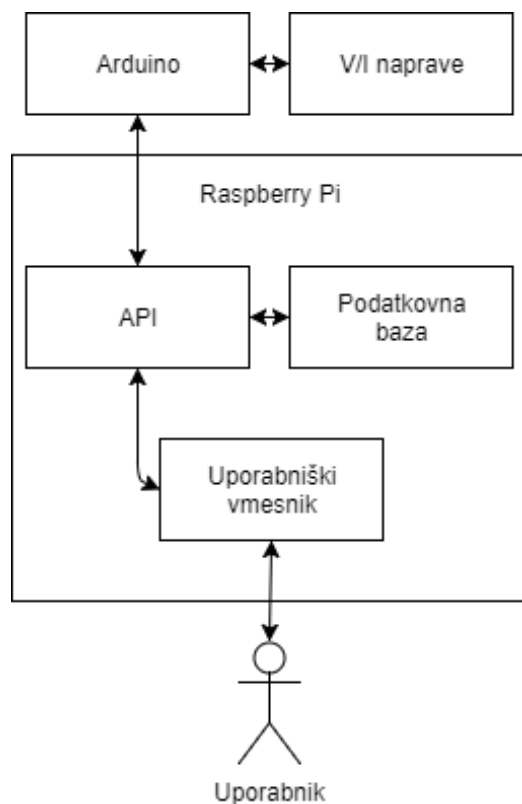 Arduino
V/I naprave
Raspberry Pi
API
Podatkovna
baza
Uporabniški
vmesnik
Uporabnik